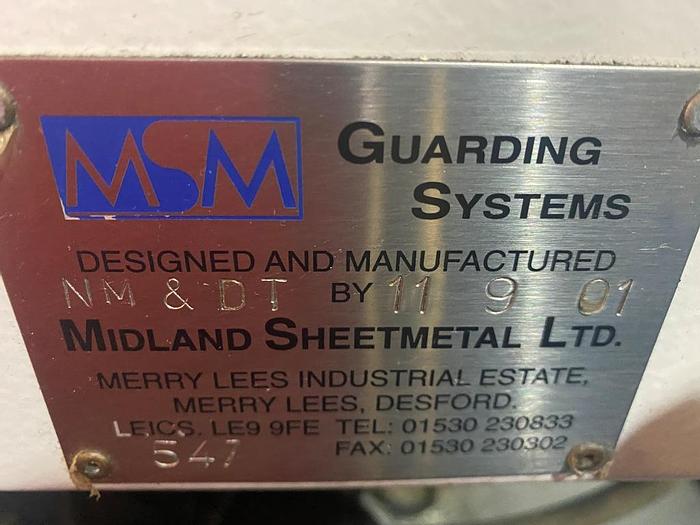 MSM GUARDING
SYSTEMS
DESIGNED AND MANUFACTURED
NM & DT BY 11 9 01
MIDLAND SHEETMETAL LTD.
MERRY LEES INDUSTRIAL ESTATE,
MERRY LEES, DESFORD.
LEICS. LE9 9FE TEL: 01530 230833
547 FAX: 01530 230302